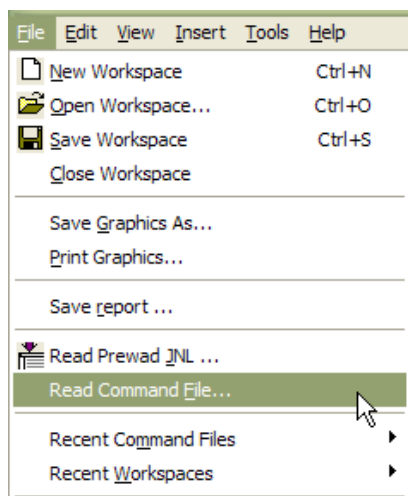 File Edit View Insert Tools Help
New Workspace Ctrl+N
Open Workspace... Ctrl+O
Save Workspace Ctrl+S
Close Workspace
Save Graphics As...
Print Graphics...
Save report ...
Read Prewad JNL ...
Read Command File...
Recent Command Files
Recent Workspaces